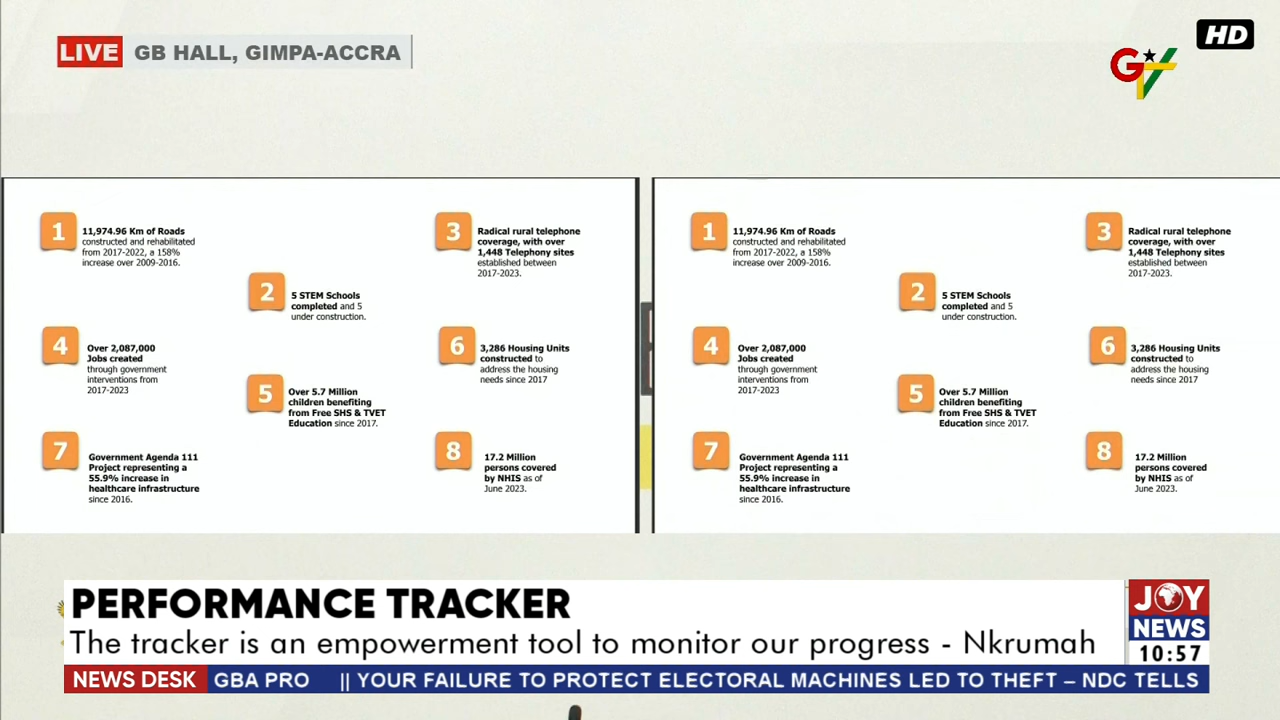 LIVE GB HALL, GIMPA-ACCRA
HD
GTV
1
11,974.96 Km of Roads
constructed and rehabilitated
from 2017-2022, a 158%
increase over 2009-2016.
2
5 STEM Schools
completed and 5
under construction.
3
Radical rural telephone
coverage, with over
1,448 Telephony sites
established between
2017-2023.
4
Over 2,087,000
Jobs created
through government
interventions from
2017-2023
5
Over 5.7 Million
children benefiting
from Free SHS & TVET
Education since 2017.
6
3,286 Housing Units
constructed to
address the housing
needs since 2017
7
Government Agenda 111
Project representing a
55.9% increase in
healthcare infrastructure
since 2016.
8
17.2 Million
persons covered
by NHIS as of
June 2023.
1
11,974.96 Km of Roads
constructed and rehabilitated
from 2017-2022, a 158%
increase over 2009-2016.
2
5 STEM Schools
completed and 5
under construction.
3
Radical rural telephone
coverage, with over
1,448 Telephony sites
established between
2017-2023.
4
Over 2,087,000
Jobs created
through government
interventions from
2017-2023
5
Over 5.7 Million
children benefiting
from Free SHS & TVET
Education since 2017.
6
3,286 Housing Units
constructed to
address the housing
needs since 2017
7
Government Agenda 111
Project representing a
55.9% increase in
healthcare infrastructure
since 2016.
8
17.2 Million
persons covered
by NHIS as of
June 2023.
PERFORMANCE TRACKER
The tracker is an empowerment tool to monitor our progress - Nkrumah
JOY
NEWS
10:57
NEWS DESK GBA PRO || YOUR FAILURE TO PROTECT ELECTORAL MACHINES LED TO THEFT – NDC TELLS